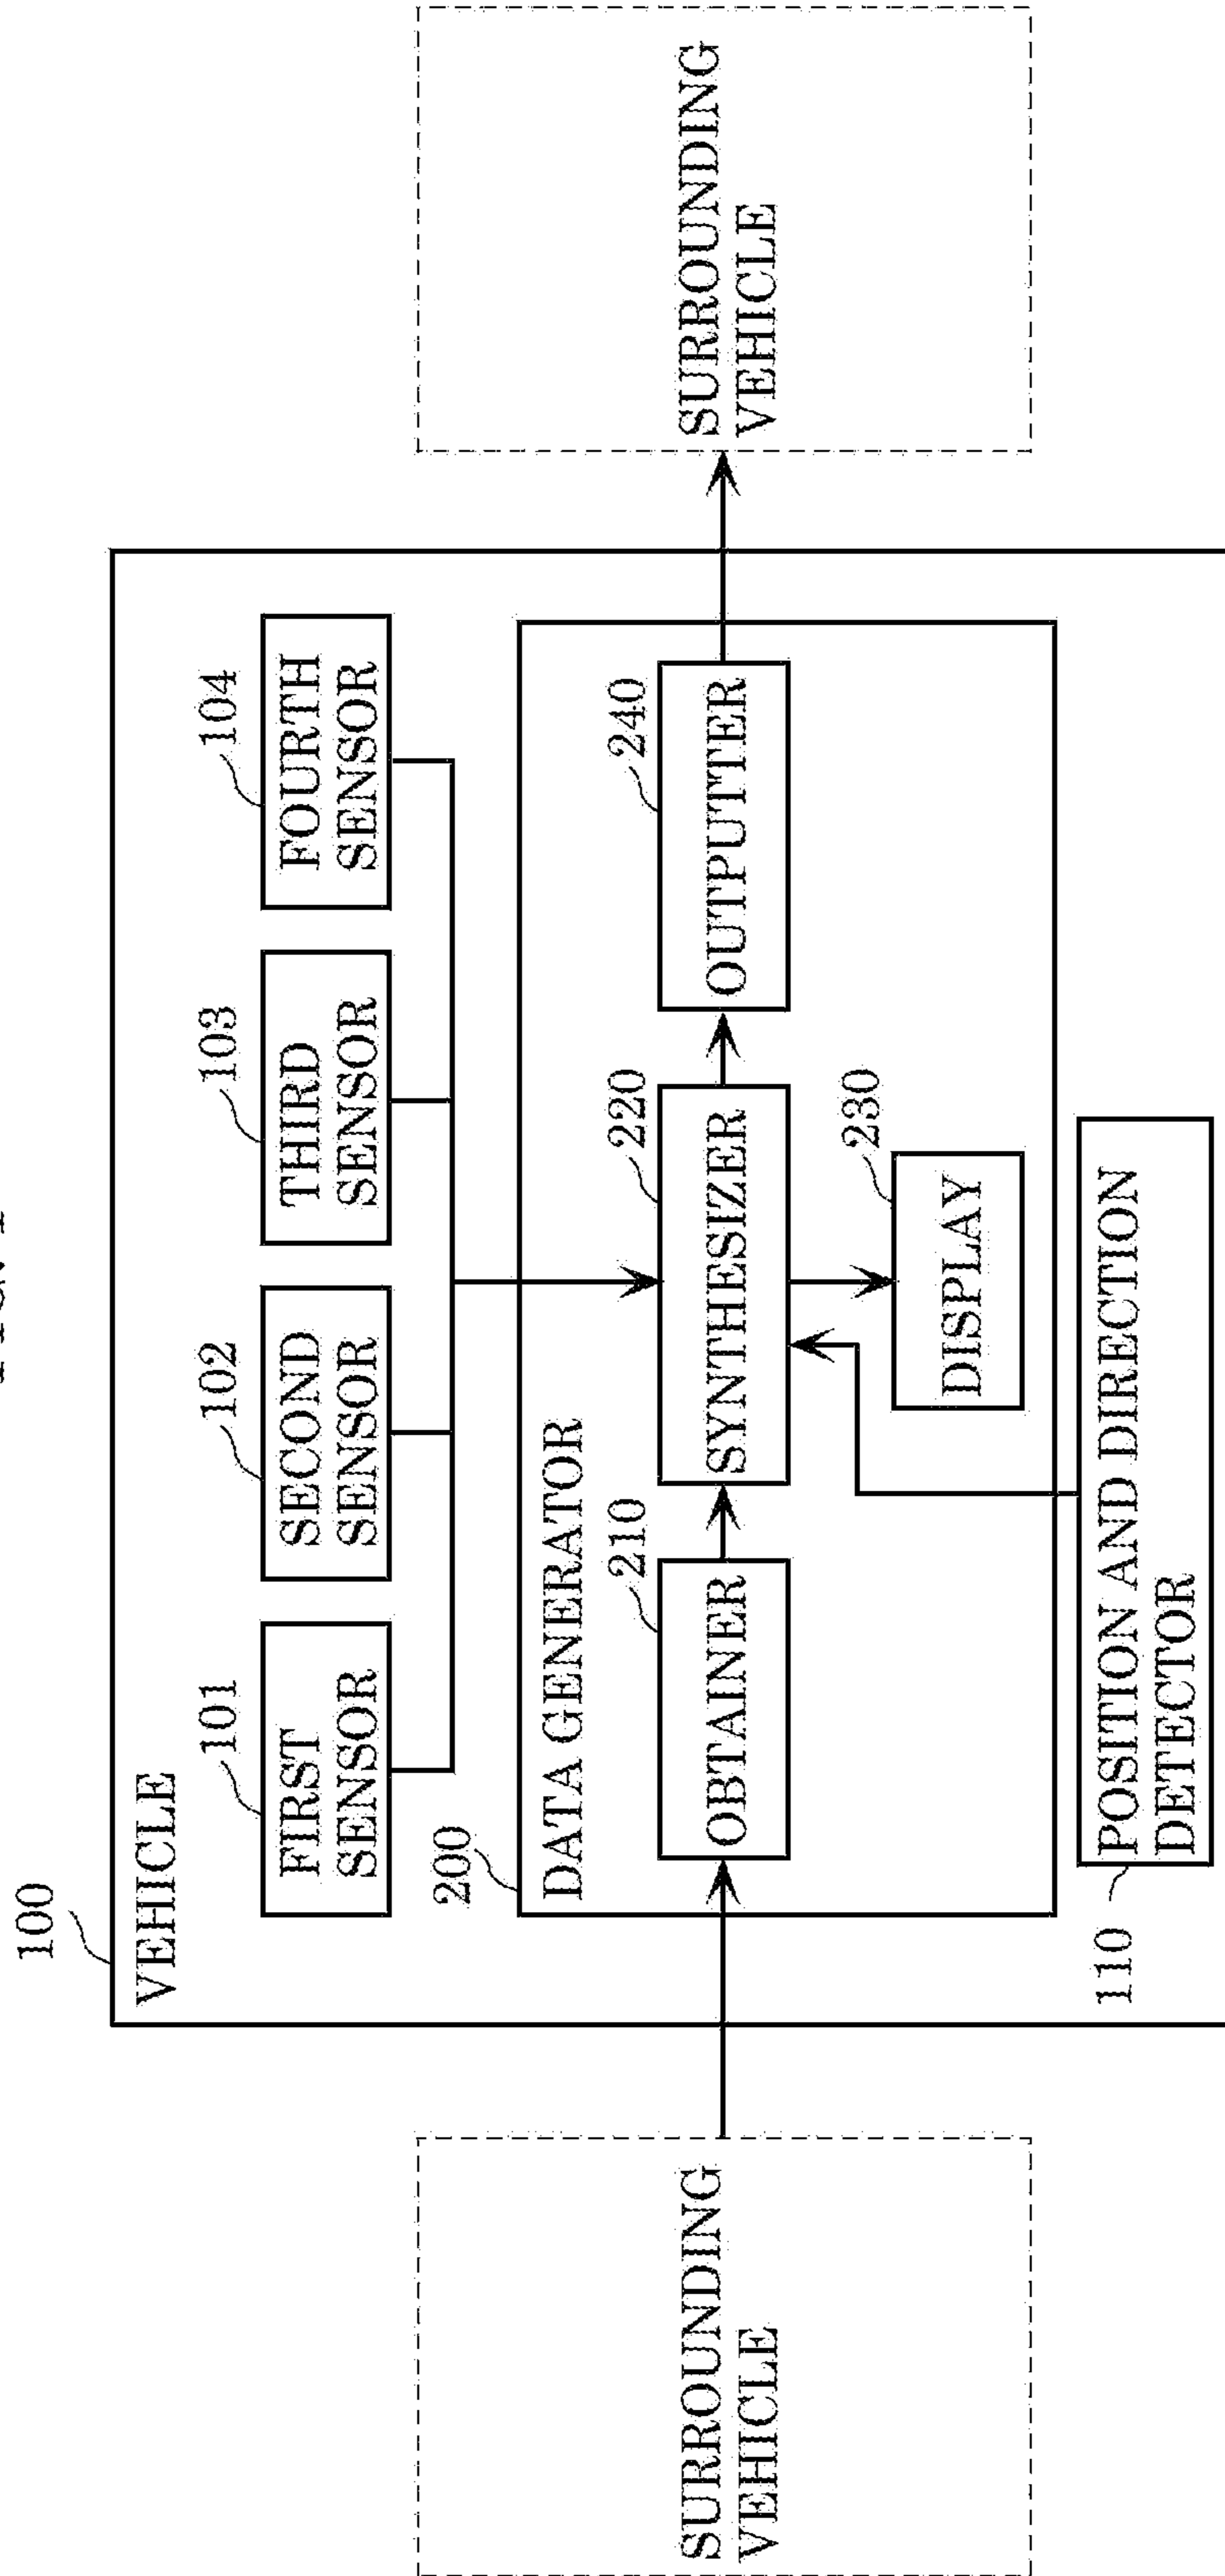 100
VEHICLE
101
102
103
104
FIRST
SENSOR
SECOND
SENSOR
THIRD
SENSOR
FOURTH
SENSOR
200
DATA GENERATOR
210
220
240
OBTAINER
SYNTHESIZER
OUTPUTTER
230
DISPLAY
110
POSITION AND DIRECTION
DETECTOR
SURROUNDING
VEHICLE
SURROUNDING
VEHICLE